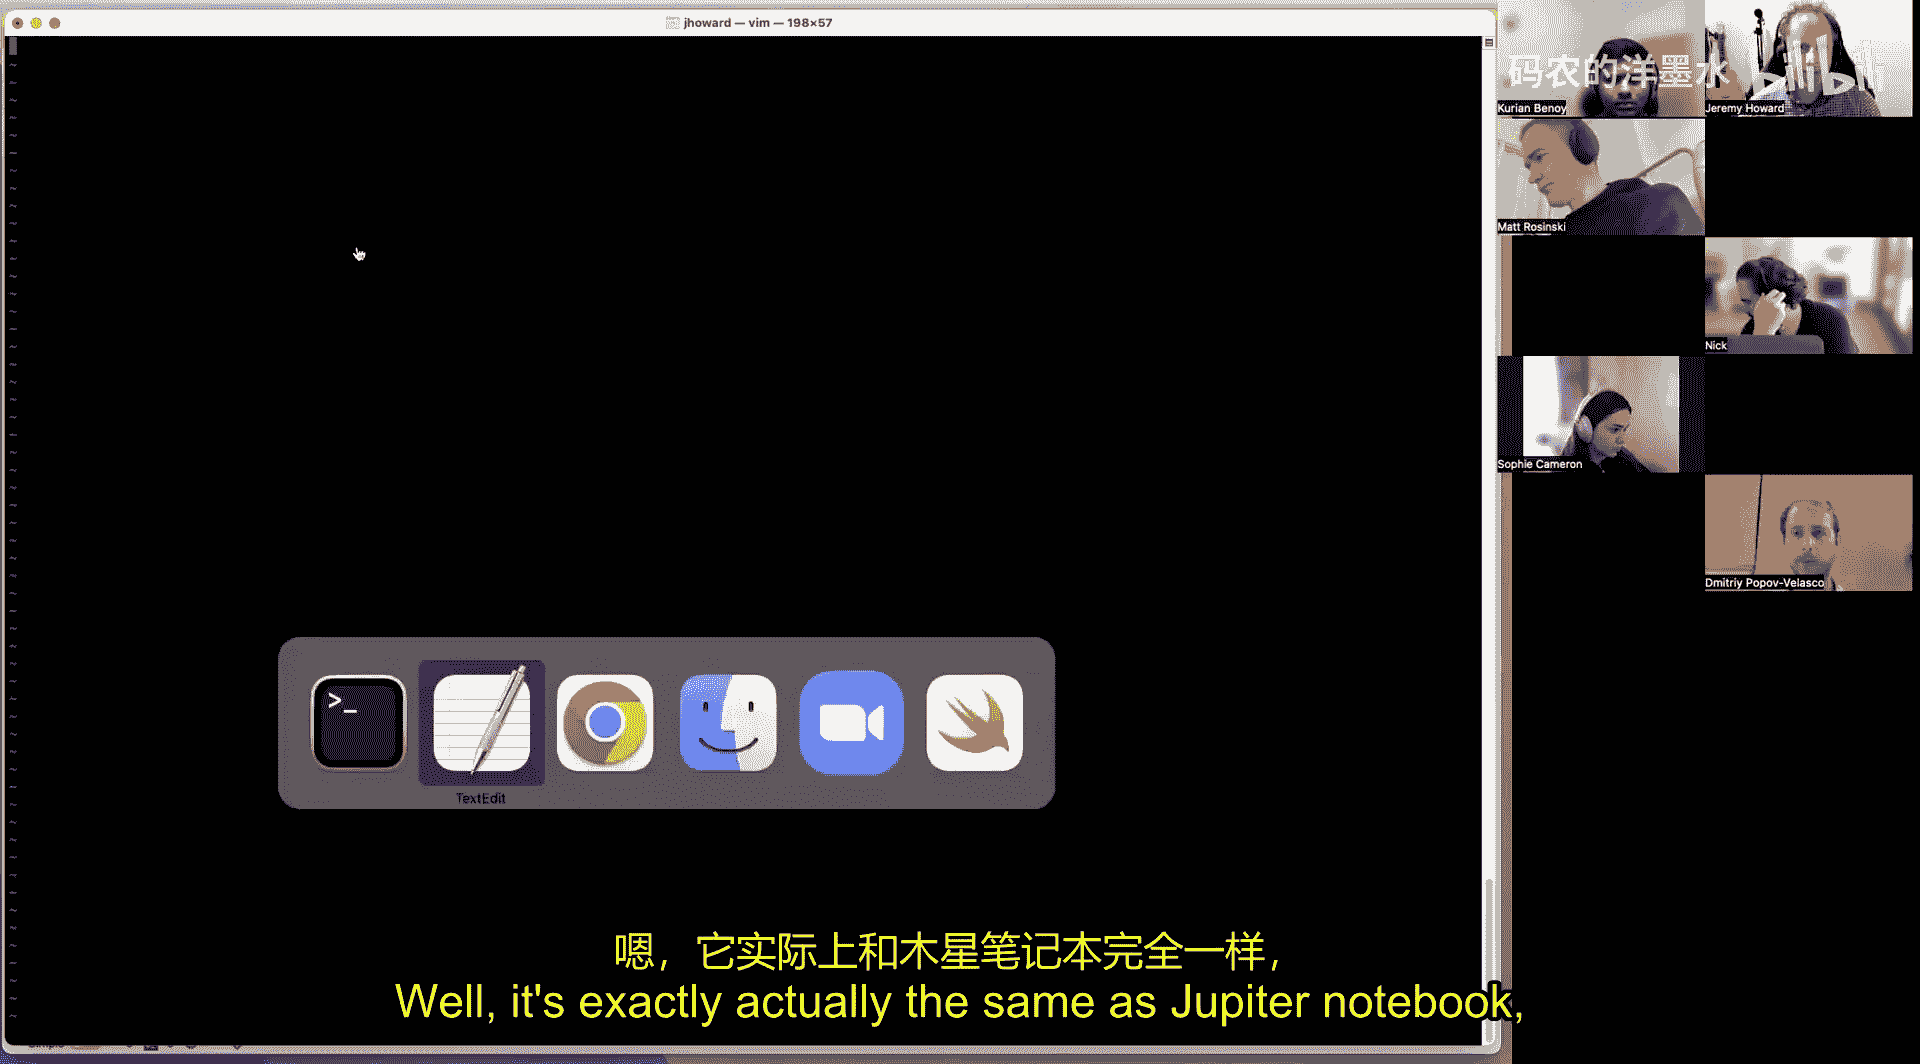 jhoward — vim — 198×57
码农的洋墨水 bilibili
Kurian Benoy
Jeremy Howard
Matt Rosinski
Nick
Sophie Cameron
Dmitriy Popov-Velasco
>_
TextEdit
嗯，它实际上和木星笔记本完全一样，
Well, it's exactly actually the same as Jupiter notebook,